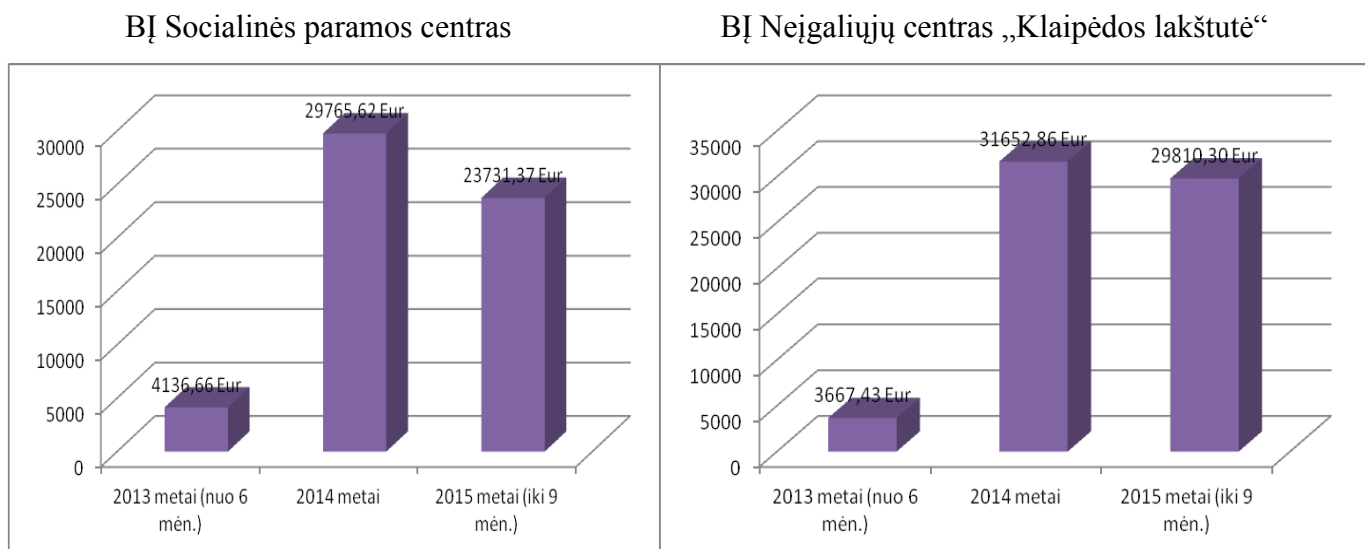 BĮ Socialinės paramos centras
29765,62 Eur
23731,37 Eur
4136,66 Eur
30000
25000
20000
15000
10000
5000
0
2013 metai (nuo 6
mėn.)
2014 metai
2015 metai (iki 9
mėn.)
BĮ Neįgaliųjų centras „Klaipėdos lakštutė“
31652,86 Eur
29810,30 Eur
3667,43 Eur
35000
30000
25000
20000
15000
10000
5000
0
2013 metai (nuo 6
mėn.)
2014 metai
2015 metai (iki 9
mėn.)